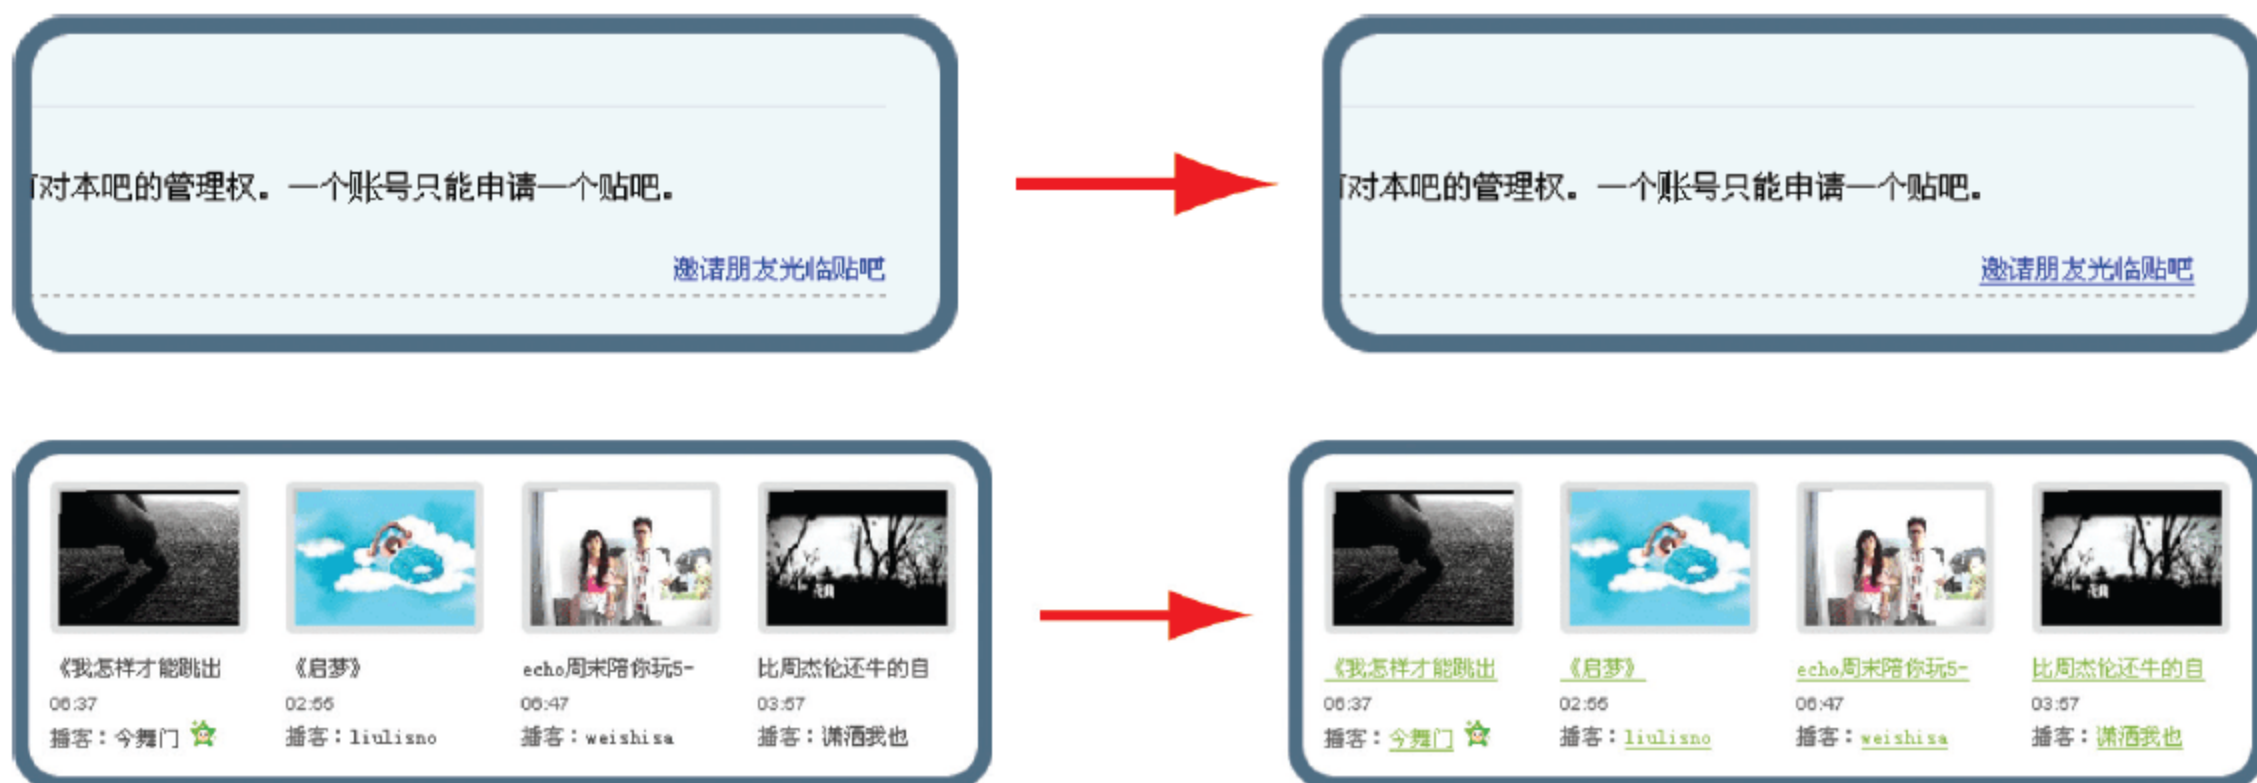 对本吧的管理权。一个账号只能申请一个贴吧。
邀请朋友光临贴吧
对本吧的管理权。一个账号只能申请一个贴吧。
邀请朋友光临贴吧
《我怎样才能跳出
《启梦》
echo周末陪你玩5-
比周杰伦还牛的自
06:37
02:55
06:47
03:57
播客：今舞门
播客：liulisno
播客：weishisa
播客：潇洒我也
《我怎样才能跳出
《启梦》
echo周末陪你玩5-
比周杰伦还牛的自
06:37
02:55
06:47
03:57
播客：今舞门
播客：liulisno
播客：weishisa
播客：潇洒我也